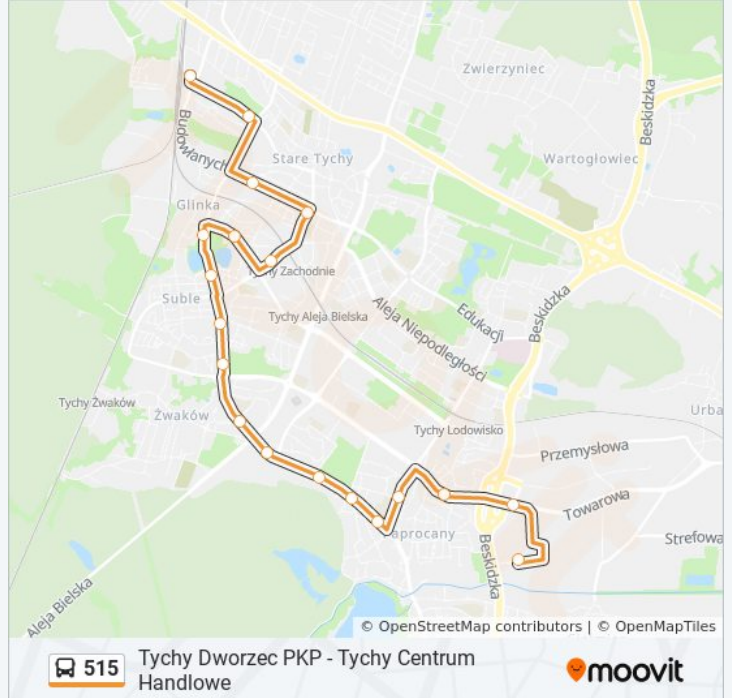 Zwierzyniec
Beskidzka
Budowlanych
Stare Tychy
Wartogłowiec
Glinka
Tychy Zachodnie
Suble
Tychy Aleja Bielska
Aleja Niepodległości
Edukacji
Beskidzka
Tychy Żwaków
Żwaków
Urba
Tychy Lodowisko
Przemysłowa
Towarowa
aprocany
Beskidzka
Strefowa
Aleja Bielska
© OpenStreetMap contributors | © OpenMapTiles
515
Tychy Dworzec PKP - Tychy Centrum
Handlowe
moovit